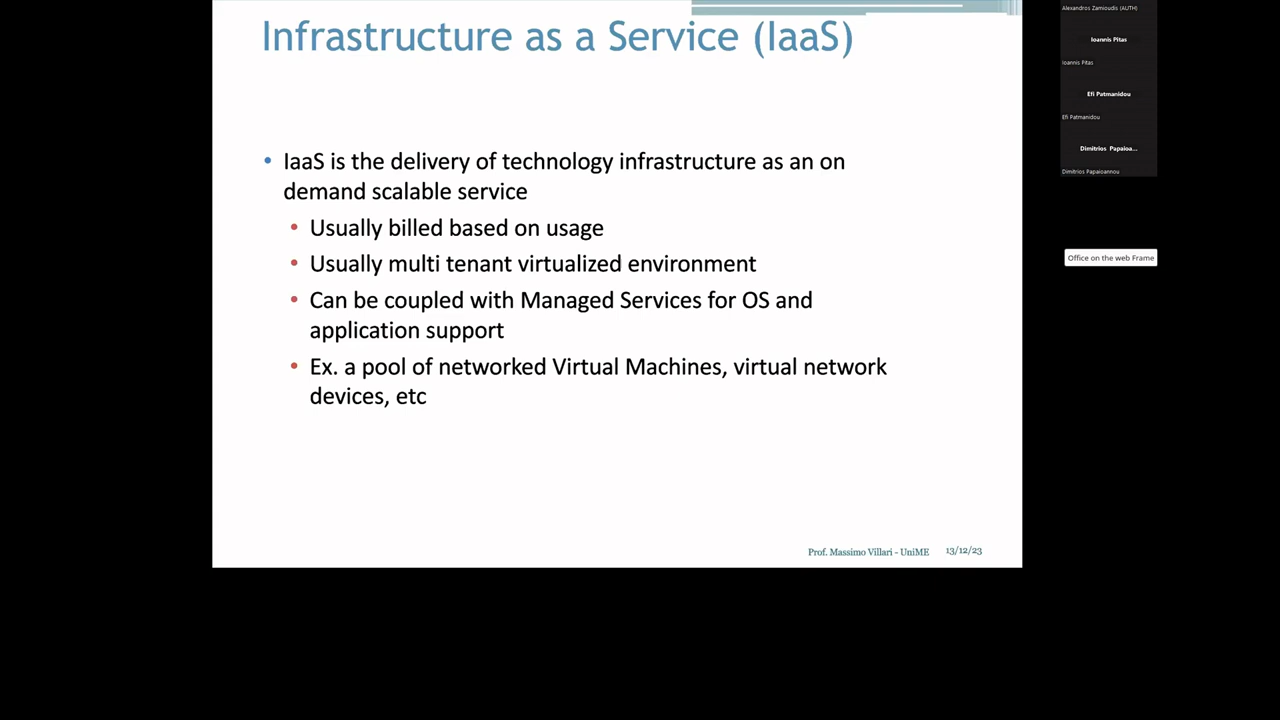 Infrastructure as a Service (IaaS)
• IaaS is the delivery of technology infrastructure as an on
demand scalable service
• Usually billed based on usage
• Usually multi tenant virtualized environment
• Can be coupled with Managed Services for OS and
application support
• Ex. a pool of networked Virtual Machines, virtual network
devices, etc
Prof. Massimo Villari - UniME 13/12/23
Alexandros Zamioudis (AUTH)
Ioannis Pitas
Ioannis Pitas
Efi Patmanidou
Efi Patmanidou
Dimitrios Papaioa...
Dimitrios Papaioannou
Office on the web Frame